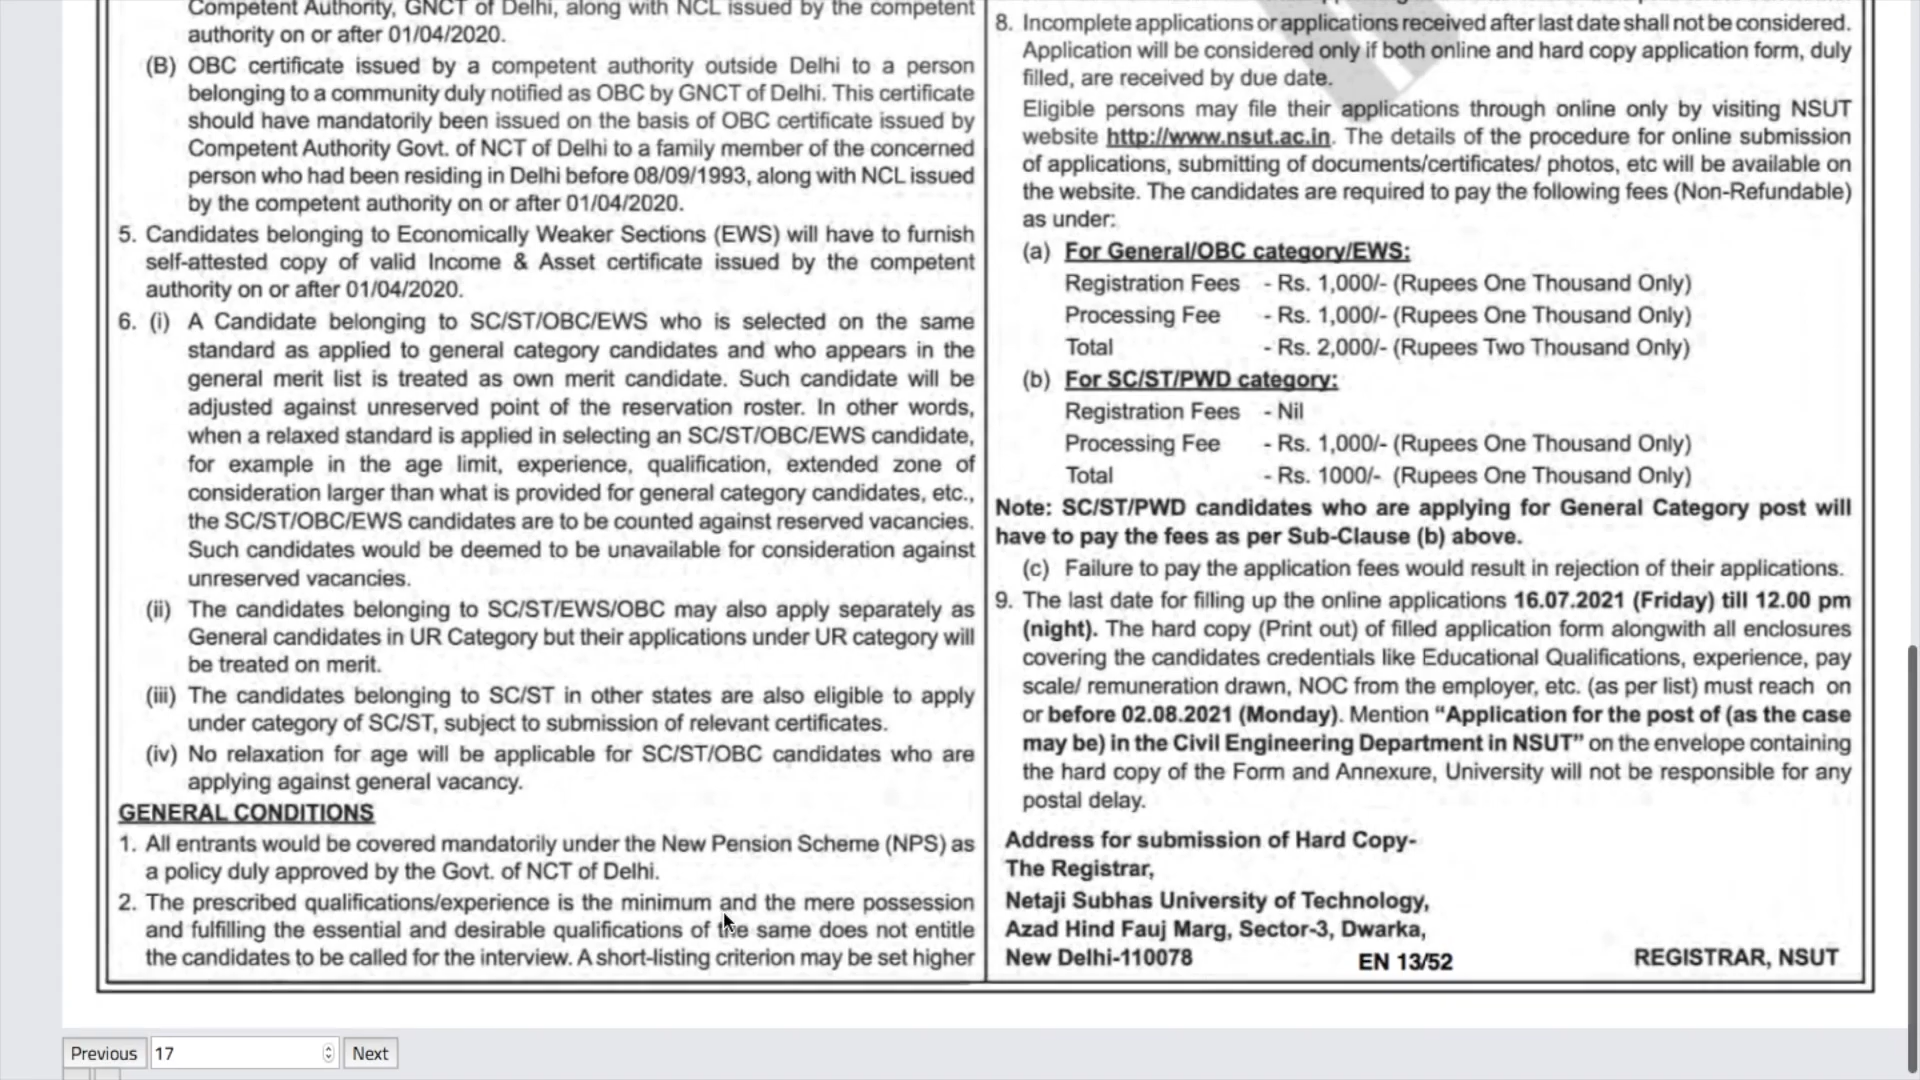 Competent Authority, GNCT of Delhi, along with NCL issued by the competent
authority on or after 01/04/2020.
(B) OBC certificate issued by a competent authority outside Delhi to a person
belonging to a community duly notified as OBC by GNCT of Delhi. This certificate
should have mandatorily been issued on the basis of OBC certificate issued by
Competent Authority Govt. of NCT of Delhi to a family member of the concerned
person who had been residing in Delhi before 08/09/1993, along with NCL issued
by the competent authority on or after 01/04/2020.
5. Candidates belonging to Economically Weaker Sections (EWS) will have to furnish
self-attested copy of valid Income & Asset certificate issued by the competent
authority on or after 01/04/2020.
6. (i) A Candidate belonging to SC/ST/OBC/EWS who is selected on the same
standard as applied to general category candidates and who appears in the
general merit list is treated as own merit candidate. Such candidate will be
adjusted against unreserved point of the reservation roster. In other words,
when a relaxed standard is applied in selecting an SC/ST/OBC/EWS candidate,
for example in the age limit, experience, qualification, extended zone of
consideration larger than what is provided for general category candidates, etc.,
the SC/ST/OBC/EWS candidates are to be counted against reserved vacancies.
Such candidates would be deemed to be unavailable for consideration against
unreserved vacancies.
(ii) The candidates belonging to SC/ST/EWS/OBC may also apply separately as
General candidates in UR Category but their applications under UR category will
be treated on merit.
(iii) The candidates belonging to SC/ST in other states are also eligible to apply
under category of SC/ST, subject to submission of relevant certificates.
(iv) No relaxation for age will be applicable for SC/ST/OBC candidates who are
applying against general vacancy.
GENERAL CONDITIONS
1. All entrants would be covered mandatorily under the New Pension Scheme (NPS) as
a policy duly approved by the Govt. of NCT of Delhi.
2. The prescribed qualifications/experience is the minimum and the mere possession
and fulfilling the essential and desirable qualifications of the same does not entitle
the candidates to be called for the interview. A short-listing criterion may be set higher
8. Incomplete applications or applications received after last date shall not be considered.
Application will be considered only if both online and hard copy application form, duly
filled, are received by due date.
Eligible persons may file their applications through online only by visiting NSUT
website http://www.nsut.ac.in. The details of the procedure for online submission
of applications, submitting of documents/certificates/ photos, etc will be available on
the website. The candidates are required to pay the following fees (Non-Refundable)
as under:
(a) For General/OBC category/EWS:
Registration Fees - Rs. 1,000/- (Rupees One Thousand Only)
Processing Fee - Rs. 1,000/- (Rupees One Thousand Only)
Total - Rs. 2,000/- (Rupees Two Thousand Only)
(b) For SC/ST/PWD category:
Registration Fees - Nil
Processing Fee - Rs. 1,000/- (Rupees One Thousand Only)
Total - Rs. 1000/- (Rupees One Thousand Only)
Note: SC/ST/PWD candidates who are applying for General Category post will
have to pay the fees as per Sub-Clause (b) above.
(c) Failure to pay the application fees would result in rejection of their applications.
9. The last date for filling up the online applications 16.07.2021 (Friday) till 12.00 pm
(night). The hard copy (Print out) of filled application form alongwith all enclosures
covering the candidates credentials like Educational Qualifications, experience, pay
scale/ remuneration drawn, NOC from the employer, etc. (as per list) must reach on
or before 02.08.2021 (Monday). Mention "Application for the post of (as the case
may be) in the Civil Engineering Department in NSUT" on the envelope containing
the hard copy of the Form and Annexure, University will not be responsible for any
postal delay.
Address for submission of Hard Copy-
The Registrar,
Netaji Subhas University of Technology,
Azad Hind Fauj Marg, Sector-3, Dwarka,
New Delhi-110078 EN 13/52 REGISTRAR, NSUT
Previous 17 Next